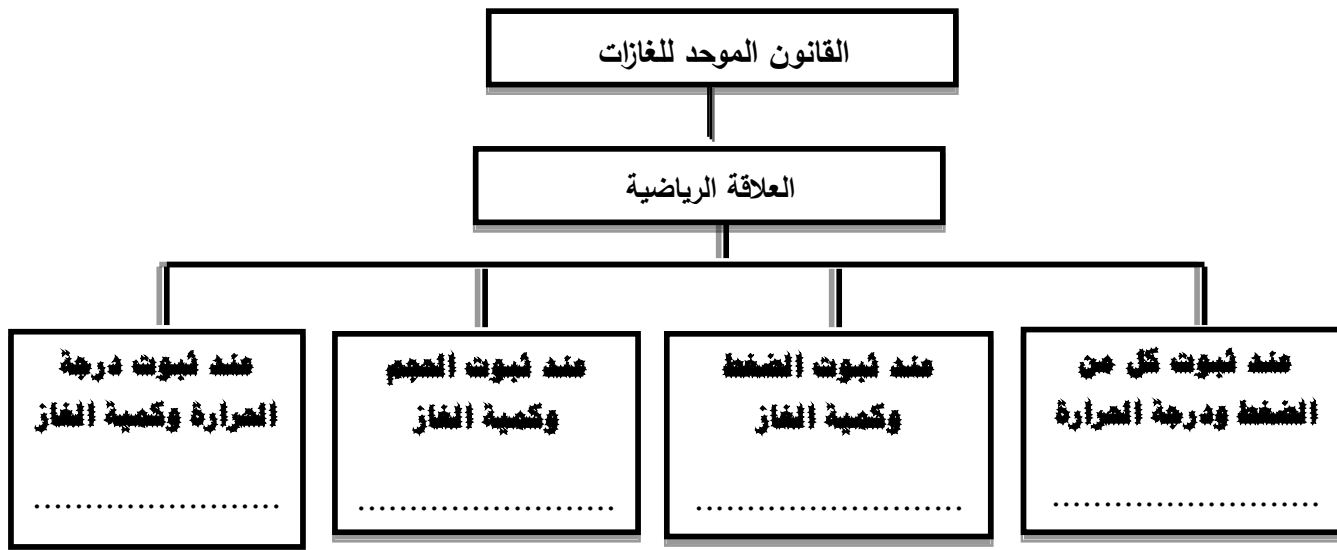 القانون الموحد للغازات
العلاقة الرياضية
عند ثبوت كل من
الضغط ودرجة الحرارة
................................
عند ثبوت الضغط
وكمية الغاز
................................
عند ثبوت الحجم
وكمية الغاز
...............................
عند ثبوت درجة
الحرارة وكمية الغاز
..............................